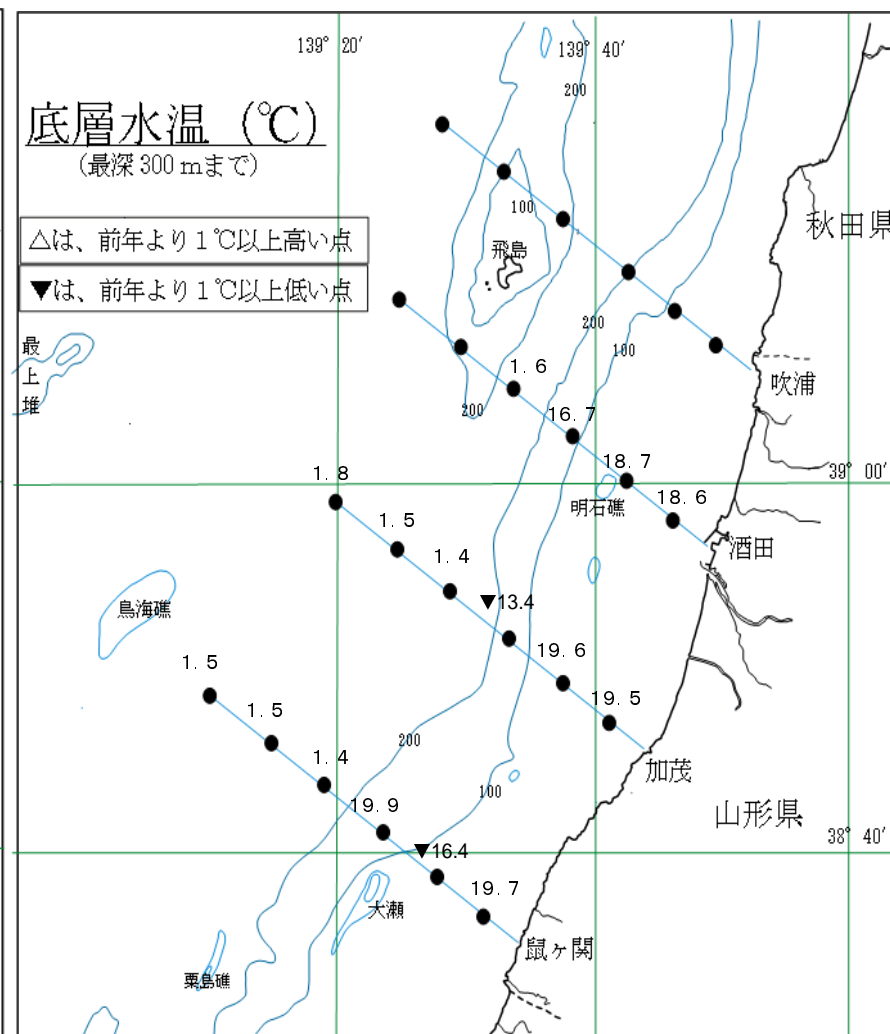 139° 20′
139° 40′
200
底層水温 (℃)
(最深300mまで)
100
秋田県
△は、前年より1℃以上高い点
飛島
▼は、前年より1℃以上低い点
200
最上堆
100
1.6
吹浦
200
16.7
18.7
1.8
39° 00′
18.6
明石礁
1.5
酒田
1.4
▼13.4
鳥海礁
19.6
1.5
19.5
1.5
200
1.4
加茂
100
19.9
山形県
38° 40′
▼16.4
19.7
大瀬
鼠ヶ関
粟島礁